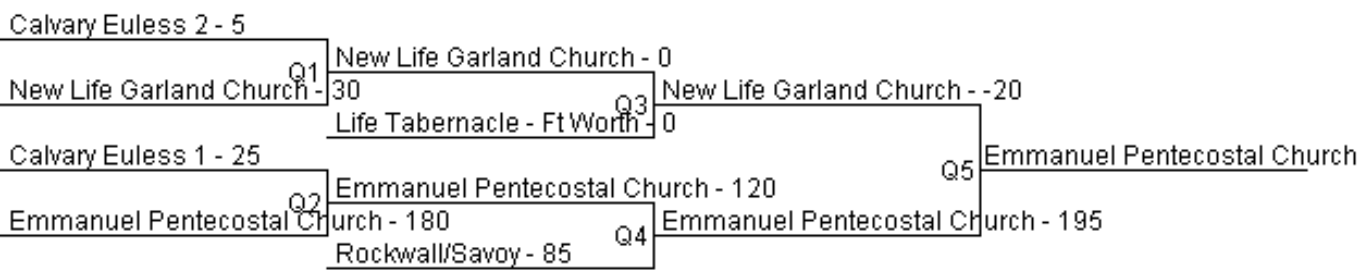 Calvary Euless 2 - 5
New Life Garland Church - 0
Q1
New Life Garland Church - 30
New Life Garland Church - -20
Q3
Life Tabernacle - Ft Worth - 0
Calvary Euless 1 - 25
Emmanuel Pentecostal Church
Q5
Emmanuel Pentecostal Church - 120
Q2
Emmanuel Pentecostal Church - 180
Emmanuel Pentecostal Church - 195
Q4
Rockwall/Savoy - 85